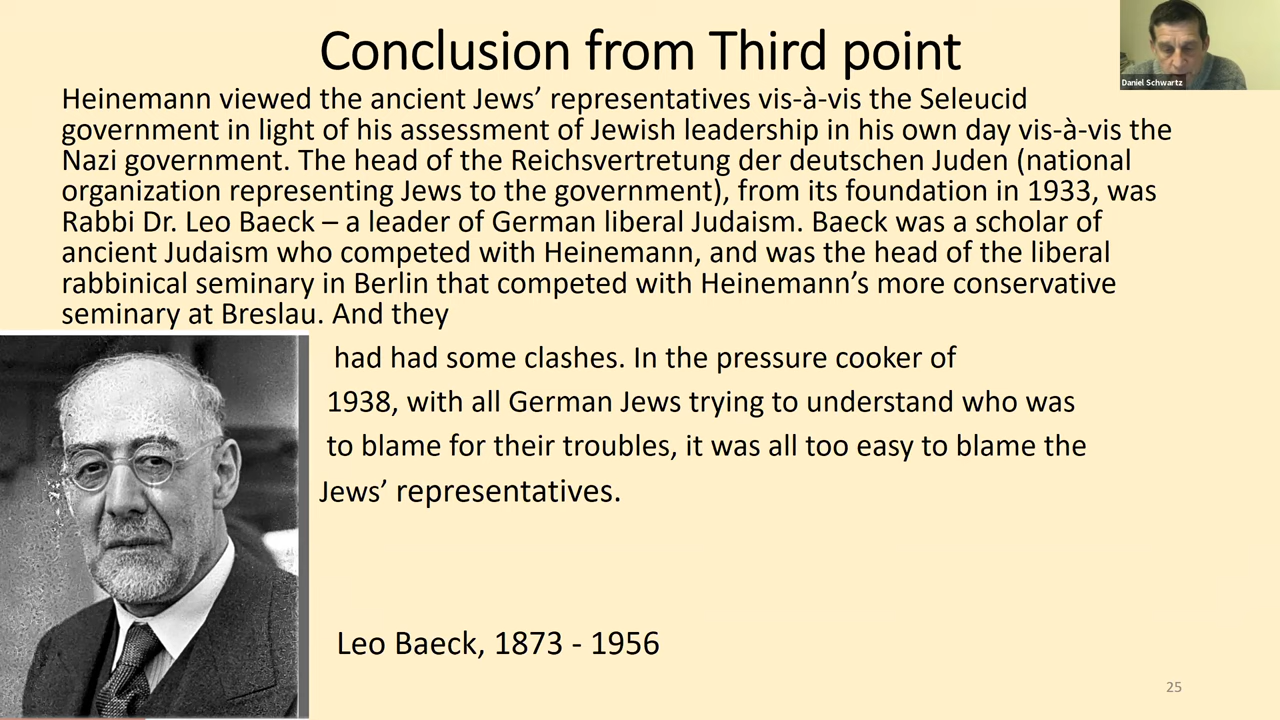 Conclusion from Third point
Daniel Schwartz
Heinemann viewed the ancient Jews’ representatives vis-à-vis the Seleucid
government in light of his assessment of Jewish leadership in his own day vis-à-vis the
Nazi government. The head of the Reichsvertretung der deutschen Juden (national
organization representing Jews to the government), from its foundation in 1933, was
Rabbi Dr. Leo Baeck – a leader of German liberal Judaism. Baeck was a scholar of
ancient Judaism who competed with Heinemann, and was the head of the liberal
rabbinical seminary in Berlin that competed with Heinemann’s more conservative
seminary at Breslau. And they
had had some clashes. In the pressure cooker of
1938, with all German Jews trying to understand who was
to blame for their troubles, it was all too easy to blame the
Jews’ representatives.
Leo Baeck, 1873 - 1956
25